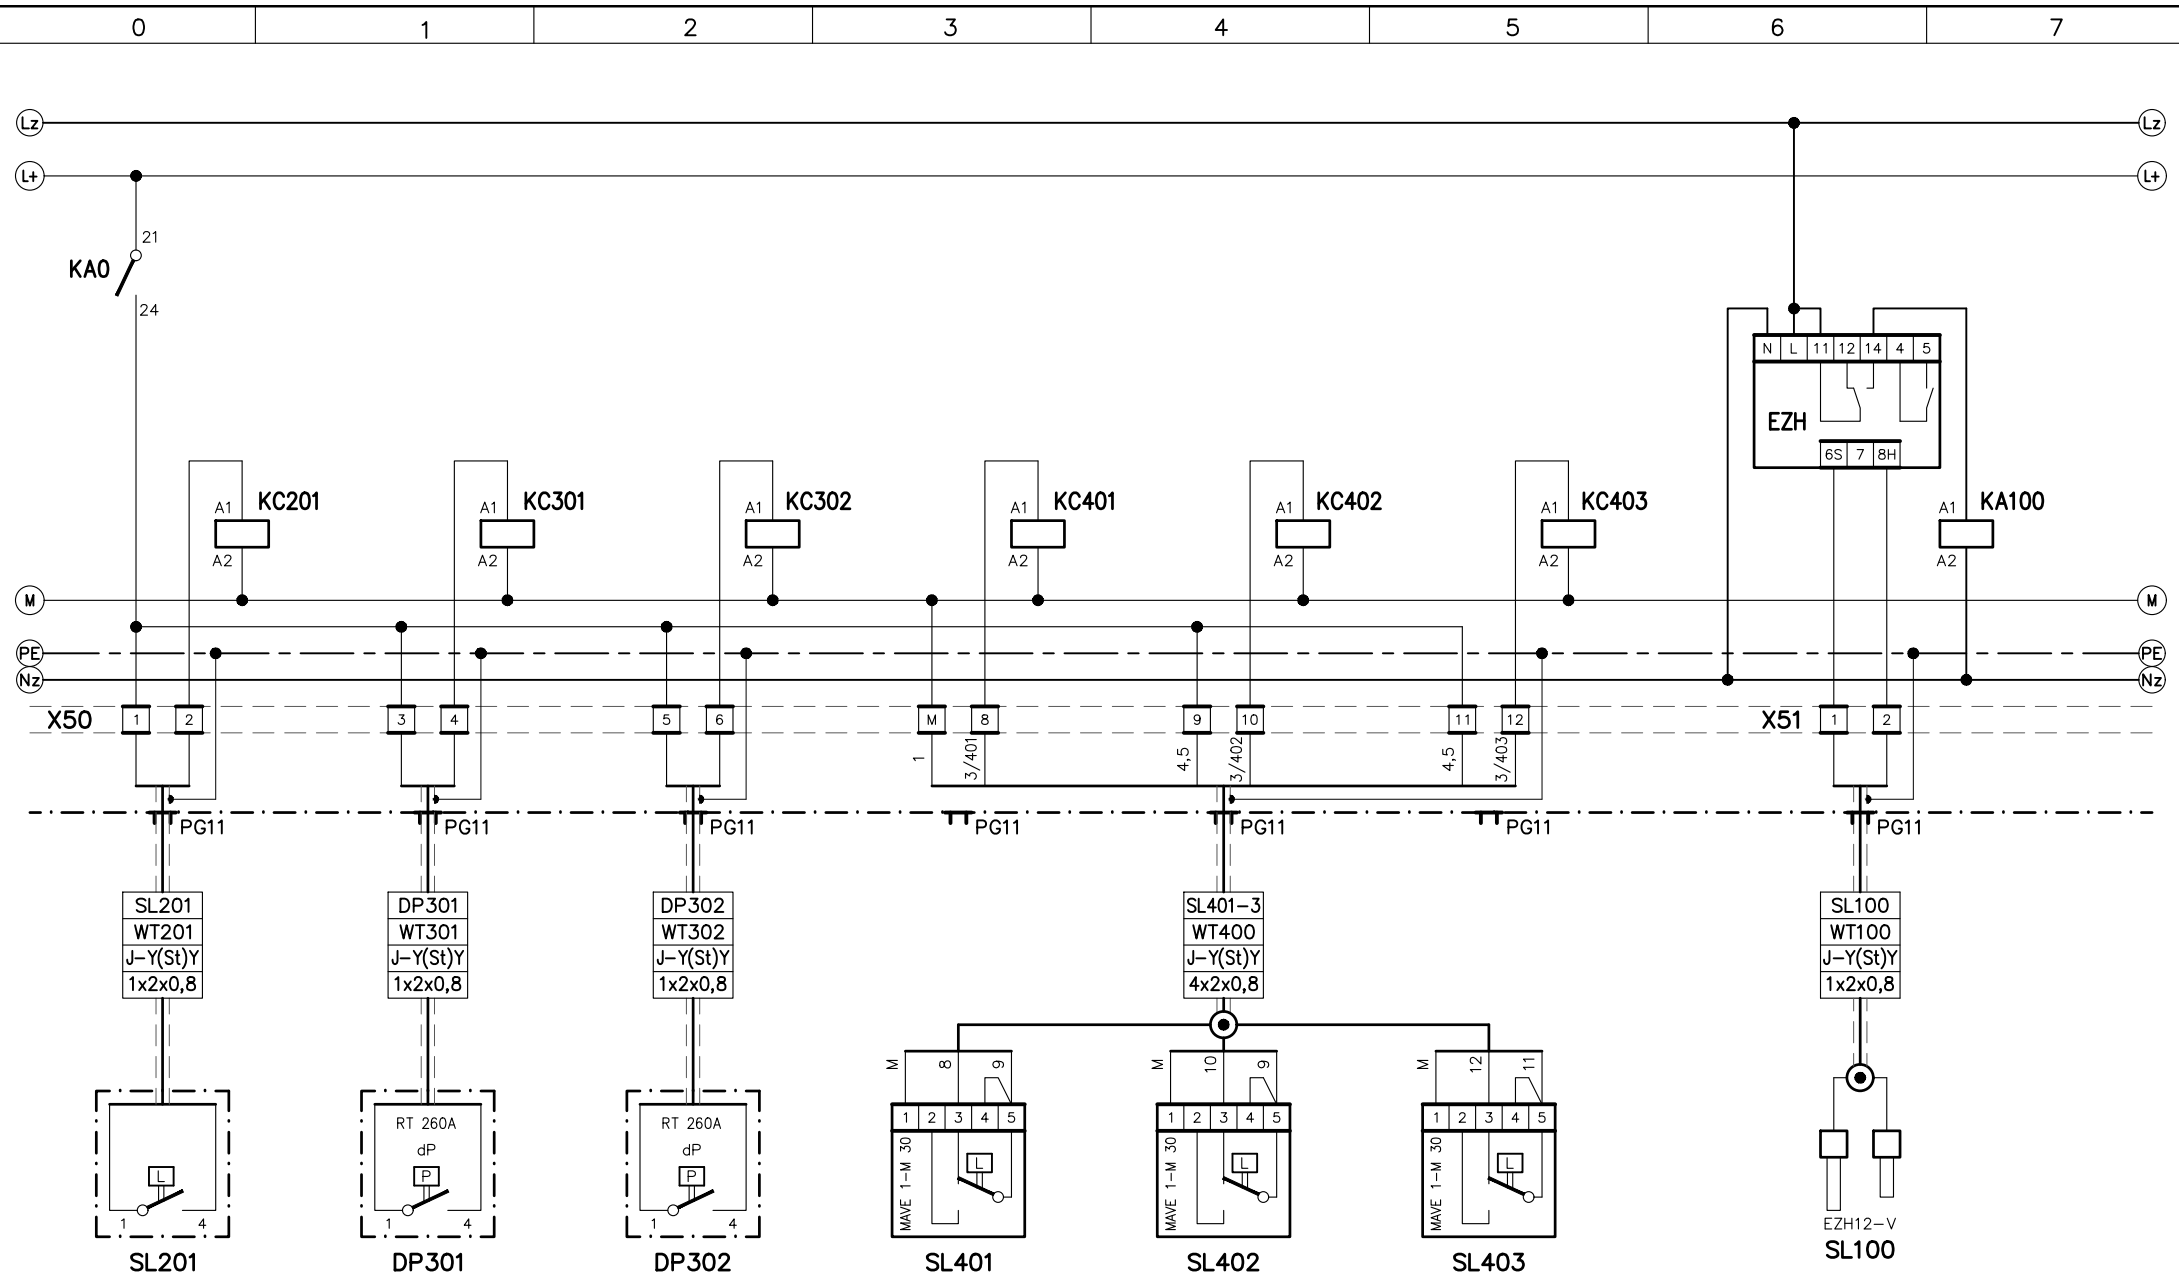 0 1 2 3 4 5 6 7
Lz Lz
L+ L+
21
KA0
24
N L 11 12 14 4 5
EZH
6S 7 8H
A1 KC201 A1 KC301 A1 KC302 A1 KC401 A1 KC402 A1 KC403 A1 KA100
A2 A2 A2 A2 A2 A2 A2
M M
PE PE
Nz Nz
X50 1 2 3 4 5 6 M 8 9 10 11 12 X51 1 2
1 3/401 4,5 3/402 4,5 3/403
PG11 PG11 PG11 PG11 PG11 PG11 PG11
SL201 DP301 DP302 SL401-3 SL100
WT201 WT301 WT302 WT400 WT100
J-Y(St)Y J-Y(St)Y J-Y(St)Y J-Y(St)Y J-Y(St)Y
1x2x0,8 1x2x0,8 1x2x0,8 4x2x0,8 1x2x0,8
M 8 9 M 10 9 M 12 11
RT 260A RT 260A 1 2 3 4 5 1 2 3 4 5 1 2 3 4 5
dP dP
L P P MAVE 1-M 30 L MAVE 1-M 30 L MAVE 1-M 30 L
1 4 1 4 1 4 EZH12-V
SL201 DP301 DP302 SL401 SL402 SL403 SL100